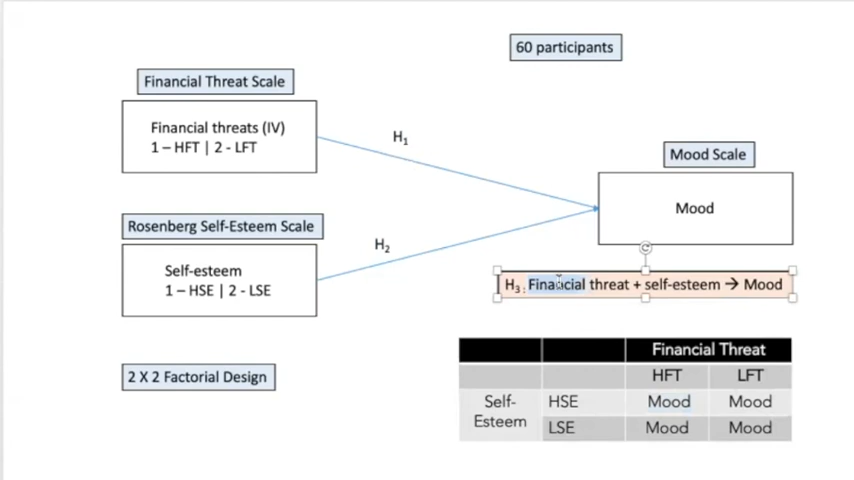 60 participants
Financial Threat Scale
Financial threats (IV)
1 – HFT | 2 - LFT
H1
Mood Scale
Mood
Rosenberg Self-Esteem Scale
H2
Self-esteem
1 – HSE | 2 - LSE
H3 : Financial threat + self-esteem → Mood
2 X 2 Factorial Design
Financial Threat
HFT LFT
Self-Esteem
HSE Mood Mood
LSE Mood Mood